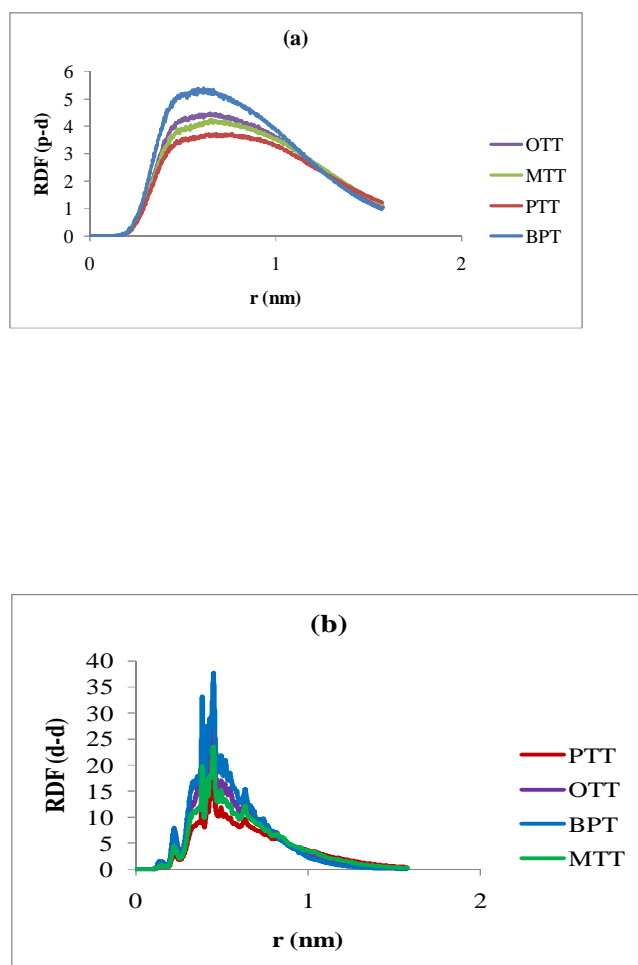 (a)
RDF (p-d)
6
5
4
3
2
1
0
0 1 2
r (nm)
OTT
MTT
PTT
BPT
(b)
RDF (d-d)
40
35
30
25
20
15
10
5
0
0 1 2
r (nm)
PTT
OTT
BPT
MTT